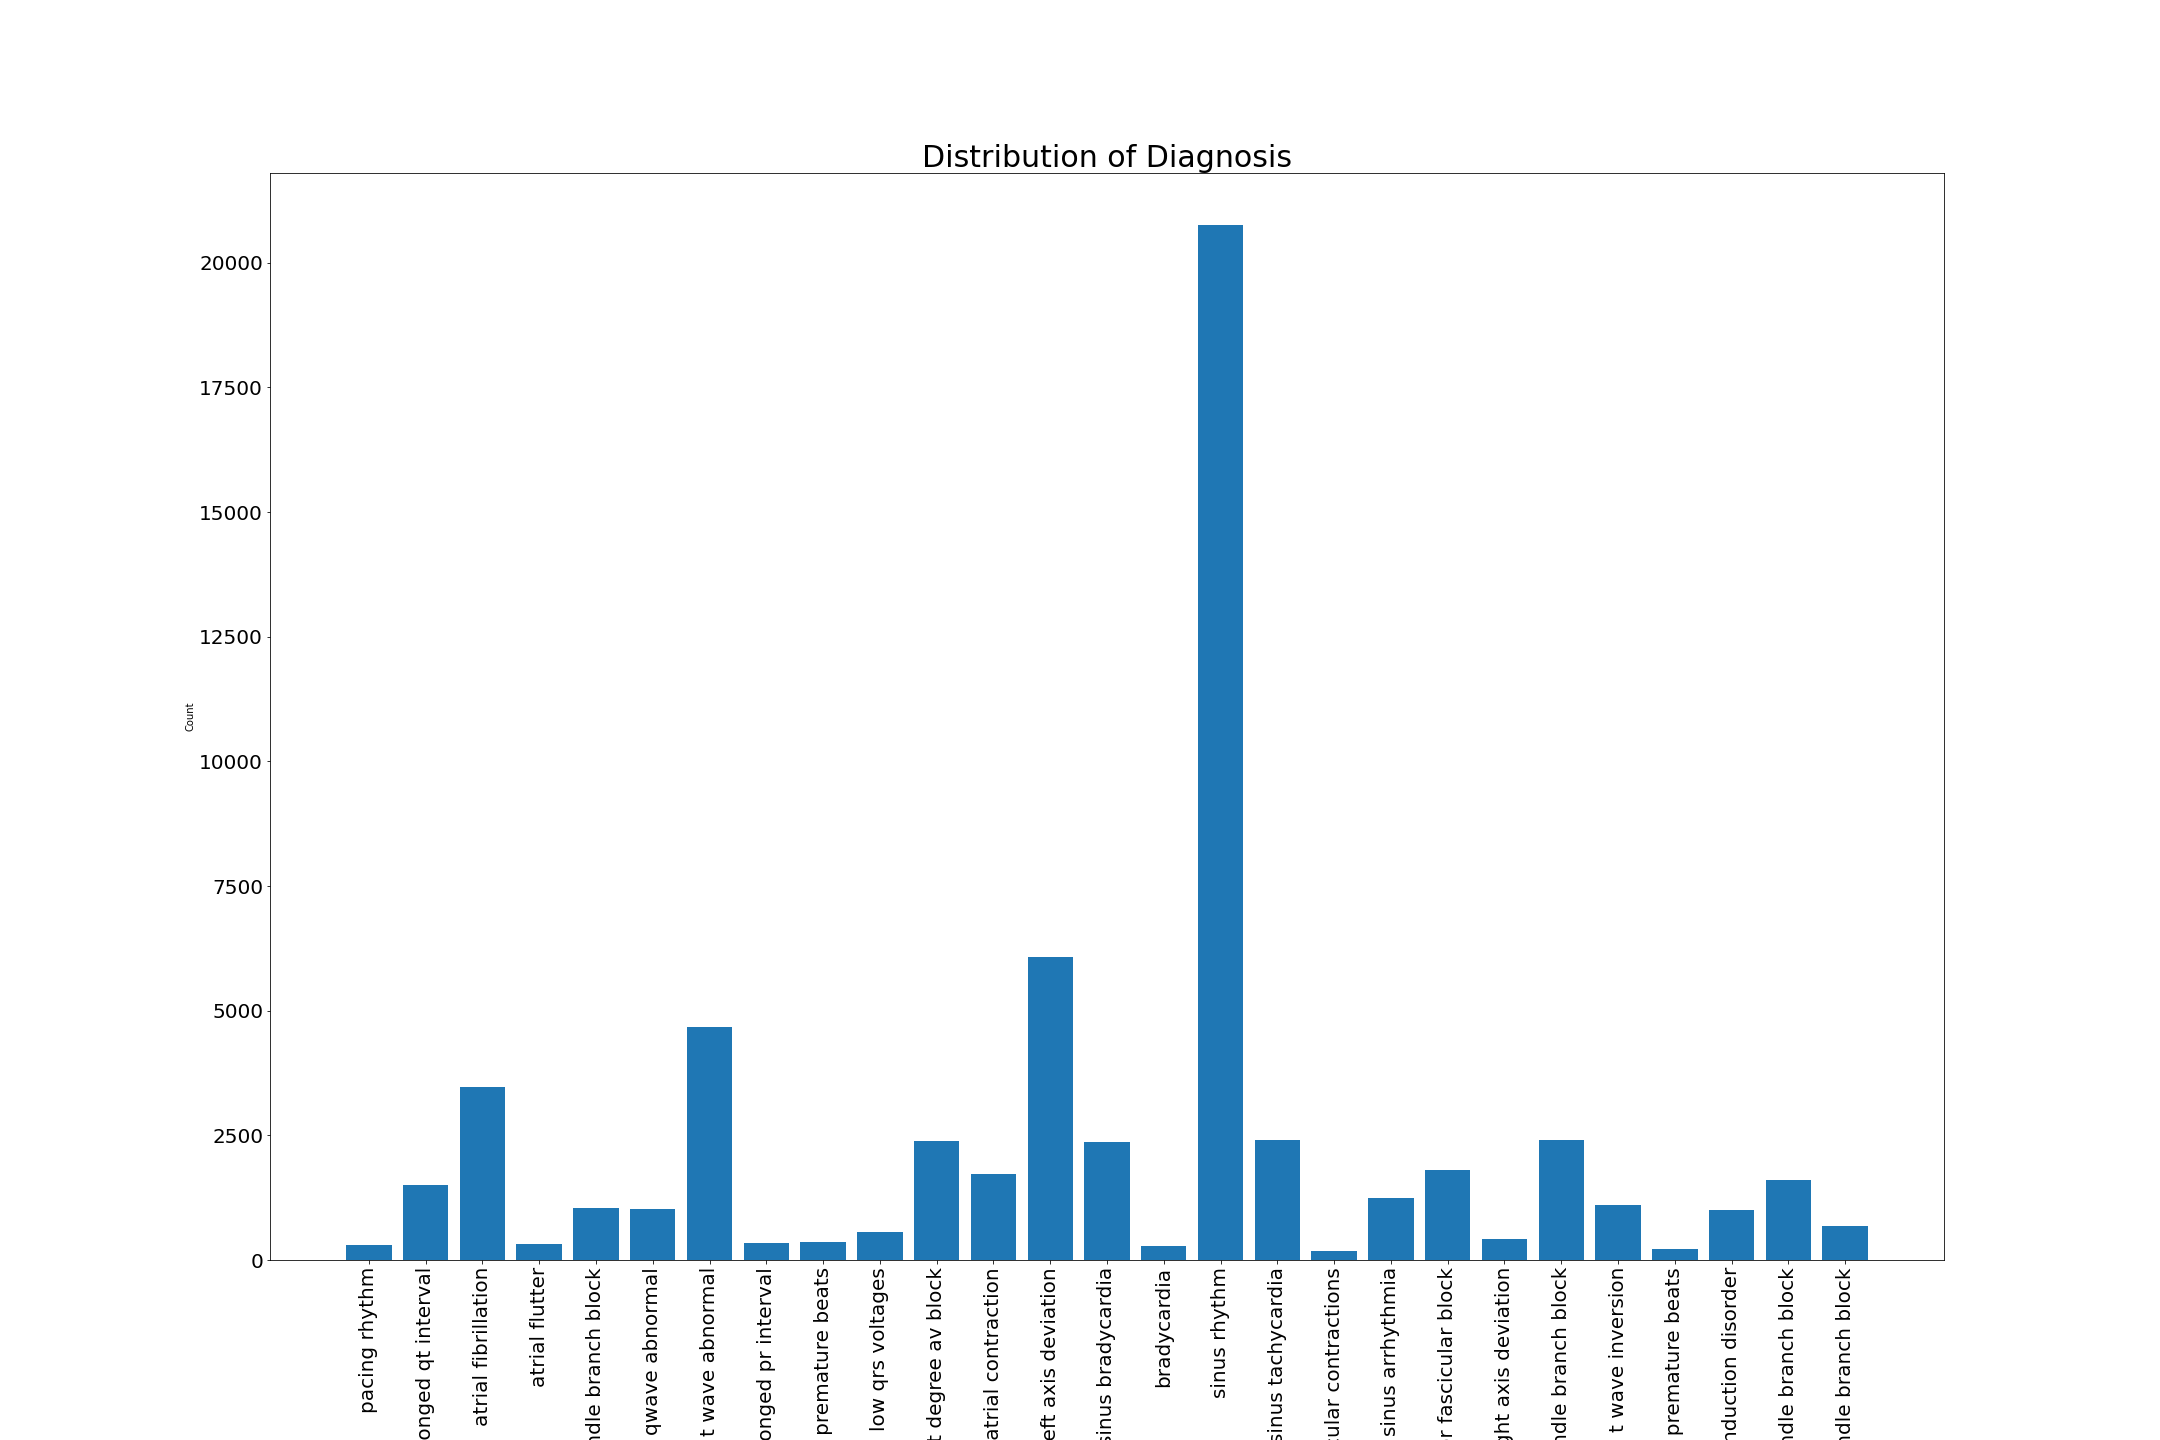 Distribution of Diagnosis
20000
17500
15000
12500
10000
7500
5000
2500
0
Count
pacing rhythm
onged qt interval
atrial fibrillation
atrial flutter
ndle branch block
qwave abnormal
t wave abnormal
onged pr interval
premature beats
low qrs voltages
t degree av block
atrial contraction
eft axis deviation
sinus bradycardia
bradycardia
sinus rhythm
sinus tachycardia
cular contractions
sinus arrhythmia
r fascicular block
ght axis deviation
ndle branch block
t wave inversion
premature beats
nduction disorder
ndle branch block
ndle branch block